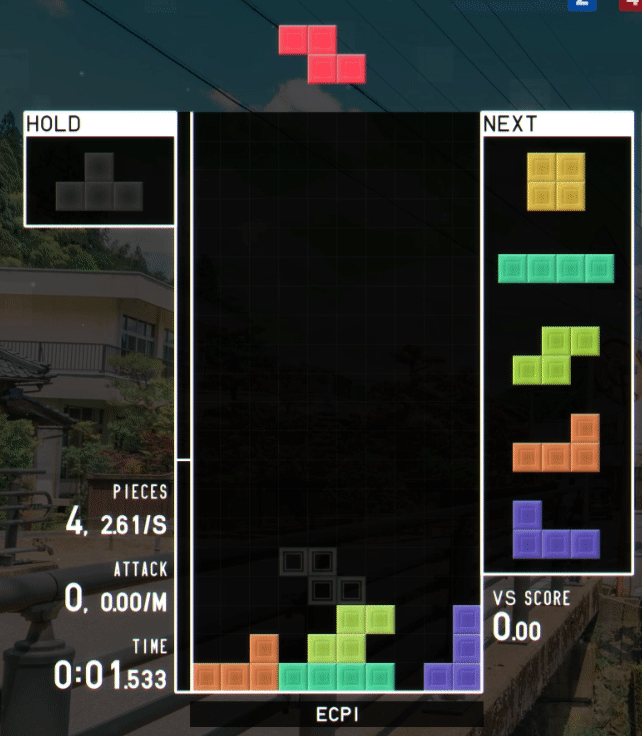 HOLD
NEXT
PIECES
4, 2.61/S
ATTACK
0, 0.00/M
TIME
0:01.533
VS SCORE
0.00
ECPI